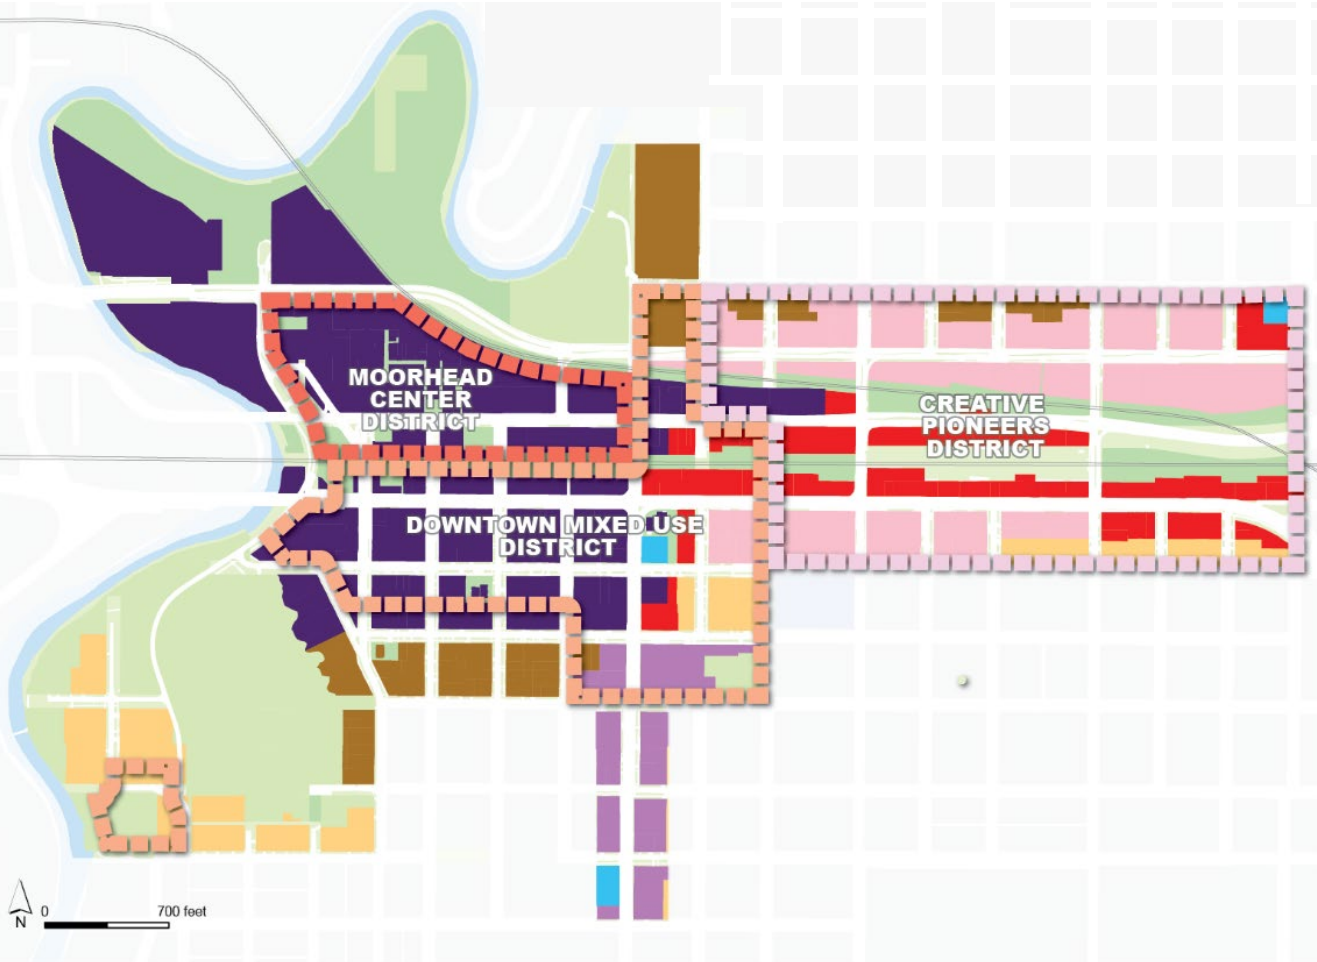 MOORHEAD
CENTER
DISTRICT
CREATIVE
PIONEERS
DISTRICT
DOWNTOWN MIXED USE
DISTRICT
N
0 700 feet